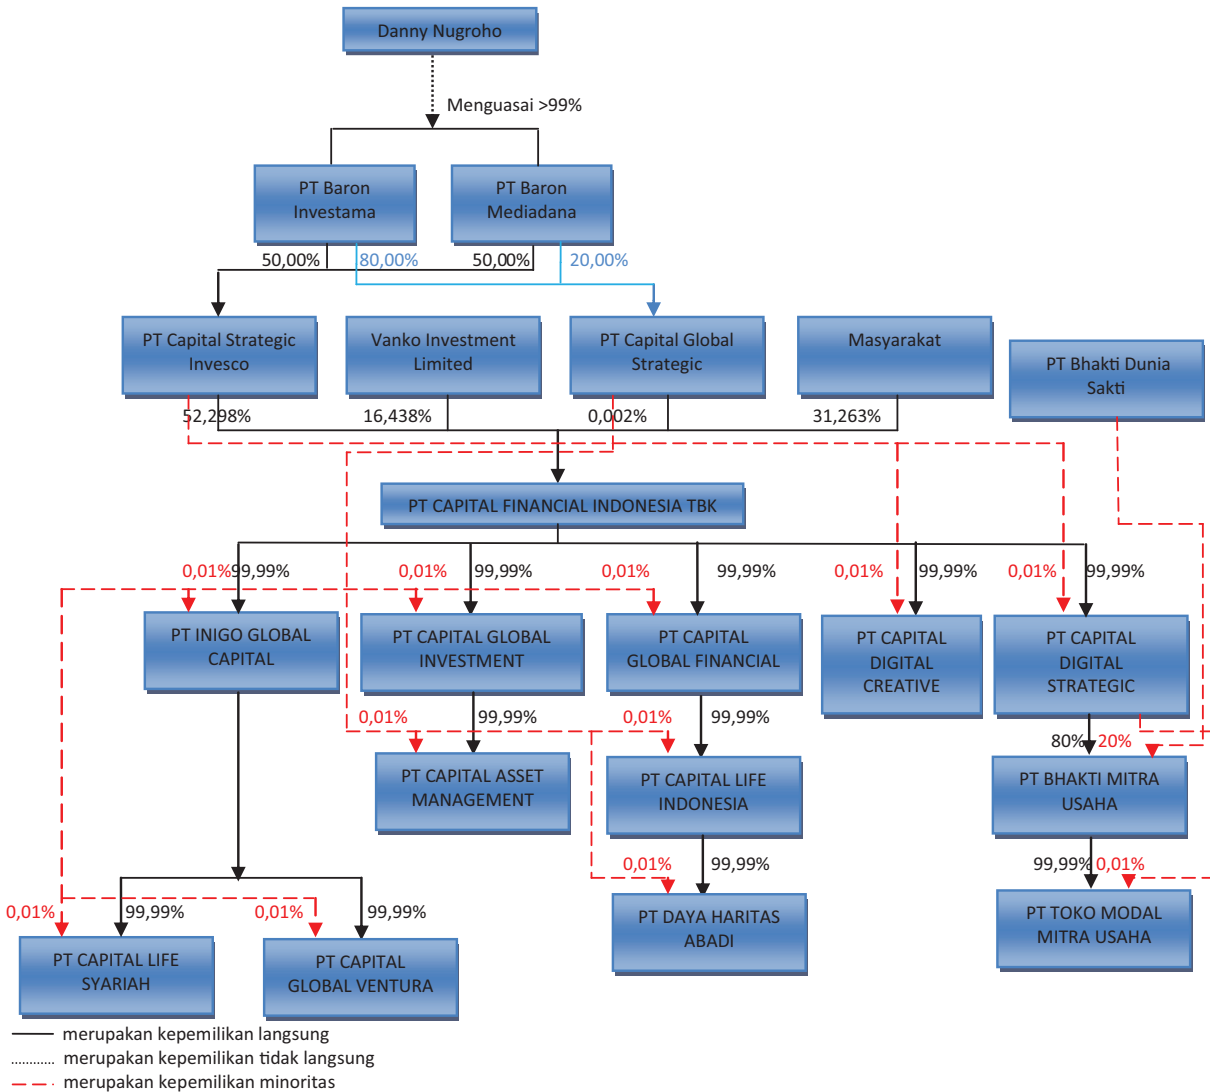 Danny Nugroho
Menguasai >99%
PT Baron
Investama
PT Baron
Mediadana
50,00%
80,00%
50,00%
20,00%
PT Capital Strategic
Invesco
Vanko Investment
Limited
PT Capital Global
Strategic
Masyarakat
PT Bhakti Dunia
Sakti
52,298%
16,438%
0,002%
31,263%
PT CAPITAL FINANCIAL INDONESIA TBK
0,01%
99,99%
0,01%
99,99%
0,01%
99,99%
0,01%
99,99%
0,01%
99,99%
PT INIGO GLOBAL
CAPITAL
PT CAPITAL GLOBAL
INVESTMENT
PT CAPITAL
GLOBAL FINANCIAL
PT CAPITAL
DIGITAL
CREATIVE
PT CAPITAL
DIGITAL
STRATEGIC
0,01%
99,99%
0,01%
99,99%
80%
20%
PT CAPITAL ASSET
MANAGEMENT
PT CAPITAL LIFE
INDONESIA
PT BHAKTI MITRA
USAHA
0,01%
99,99%
99,99%
0,01%
0,01%
99,99%
0,01%
99,99%
PT DAYA HARITAS
ABADI
PT TOKO MODAL
MITRA USAHA
PT CAPITAL LIFE
SYARIAH
PT CAPITAL
GLOBAL VENTURA
merupakan kepemilikan langsung
merupakan kepemilikan tidak langsung
merupakan kepemilikan minoritas